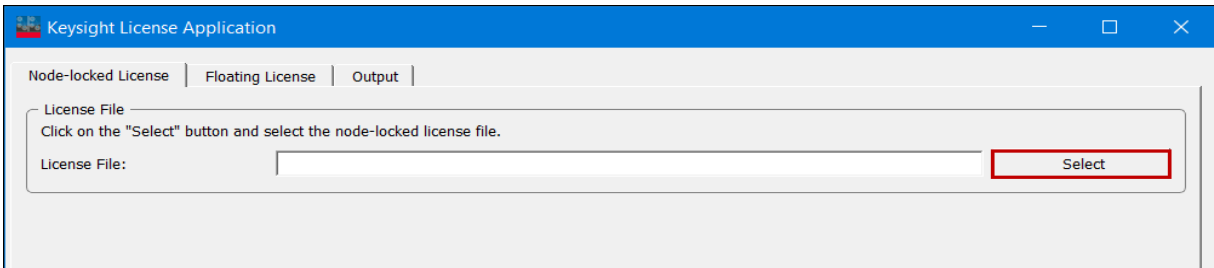 Keysight License Application
Node-locked License Floating License Output
License File
Click on the "Select" button and select the node-locked license file.
License File: Select